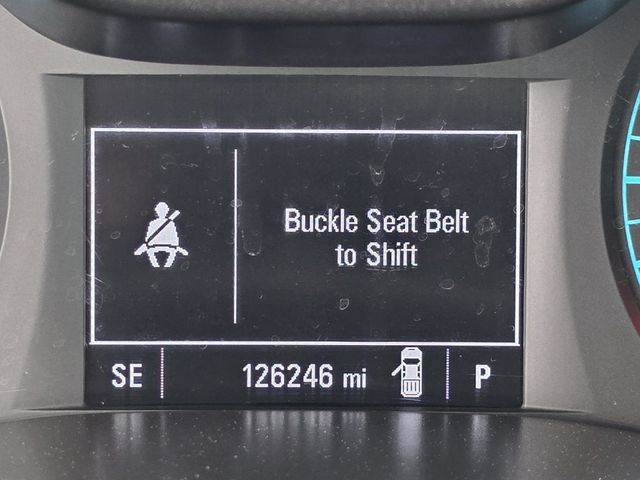 Buckle Seat Belt
to Shift
SE 126246 mi P